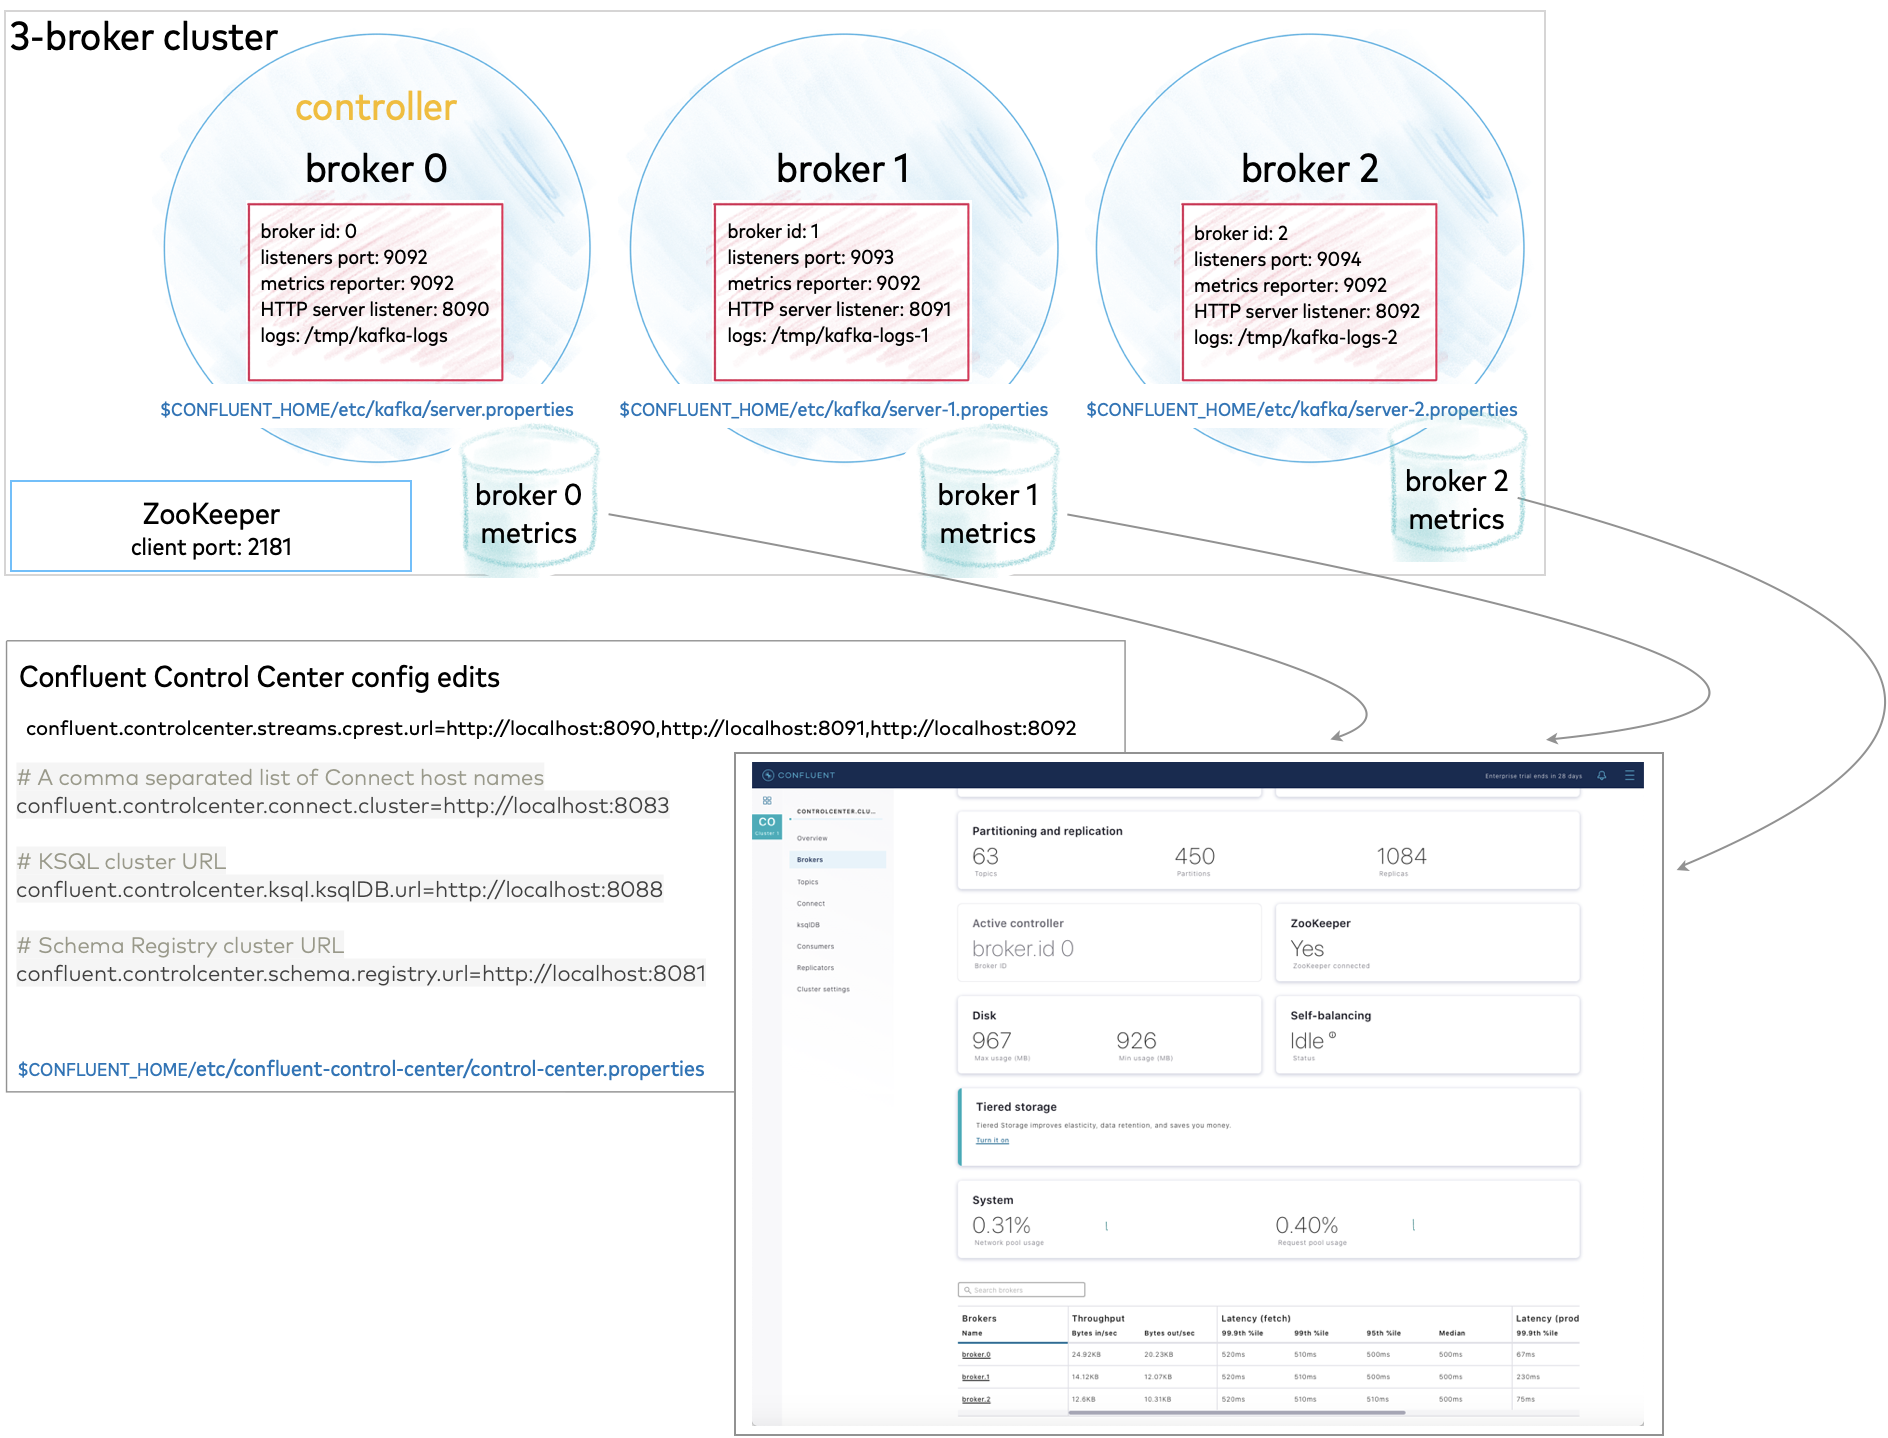 3-broker cluster
controller
broker 0
broker id: 0
listeners port: 9092
metrics reporter: 9092
HTTP server listener: 8090
logs: /tmp/kafka-logs
$CONFLUENT_HOME/etc/kafka/server.properties
broker 1
broker id: 1
listeners port: 9093
metrics reporter: 9092
HTTP server listener: 8091
logs: /tmp/kafka-logs-1
$CONFLUENT_HOME/etc/kafka/server-1.properties
broker 2
broker id: 2
listeners port: 9094
metrics reporter: 9092
HTTP server listener: 8092
logs: /tmp/kafka-logs-2
$CONFLUENT_HOME/etc/kafka/server-2.properties
ZooKeeper
client port: 2181
broker 0
metrics
broker 1
metrics
broker 2
metrics
Confluent Control Center config edits
confluent.controlcenter.streams.cprest.url=http://localhost:8090,http://localhost:8091,http://localhost:8092
# A comma separated list of Connect host names
confluent.controlcenter.connect.cluster=http://localhost:8083
# KSQL cluster URL
confluent.controlcenter.ksql.ksqlDB.url=http://localhost:8088
# Schema Registry cluster URL
confluent.controlcenter.schema.registry.url=http://localhost:8081
$CONFLUENT_HOME/etc/confluent-control-center/control-center.properties
CONFLUENT
Enterprise trial ends in 28 days
CO
Cluster 1
CONTROLCENTER.CLU...
Overview
Brokers
Topics
Connect
ksqlDB
Consumers
Replicators
Cluster settings
Partitioning and replication
63 450 1084
Topics Partitions Replicas
Active controller
broker.id 0
Broker ID
ZooKeeper
Yes
ZooKeeper connected
Disk
967 926
Max usage (MB) Min usage (MB)
Self-balancing
Idle
Status
Tiered storage
Tiered Storage improves elasticity, data retention, and saves you money.
Turn it on
System
0.31% 0.40%
Network pool usage Request pool usage
Search brokers
Brokers Throughput Latency (fetch) Latency (prod
Name Bytes in/sec Bytes out/sec 99.9th %ile 99th %ile 95th %ile Median 99.9th %ile
broker.0 24.92KB 20.23KB 520ms 510ms 500ms 500ms 67ms
broker.1 14.12KB 12.07KB 520ms 510ms 500ms 500ms 230ms
broker.2 12.6KB 10.31KB 520ms 510ms 510ms 500ms 75ms